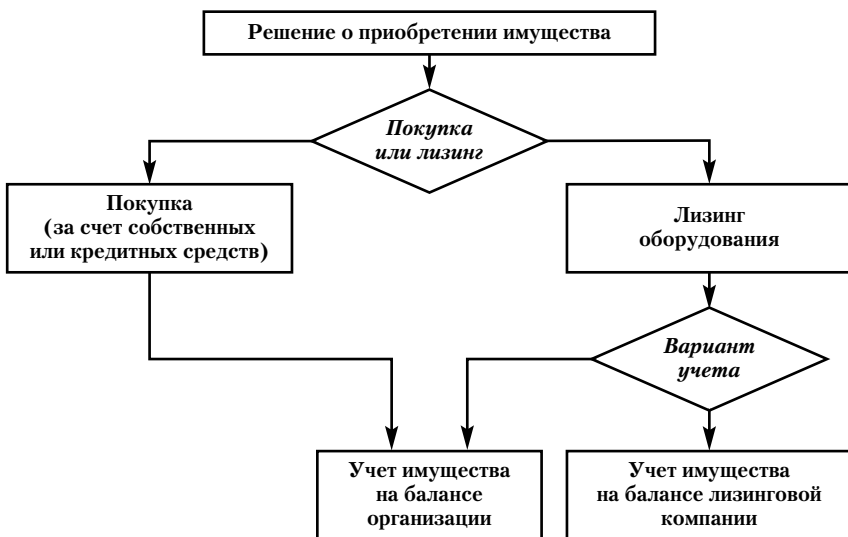 Решение о приобретении имущества
Покупка
или лизинг
Покупка
(за счет собственных
или кредитных средств)
Лизинг
оборудования
Вариант
учета
Учет имущества
на балансе
организации
Учет имущества
на балансе лизинговой
компании